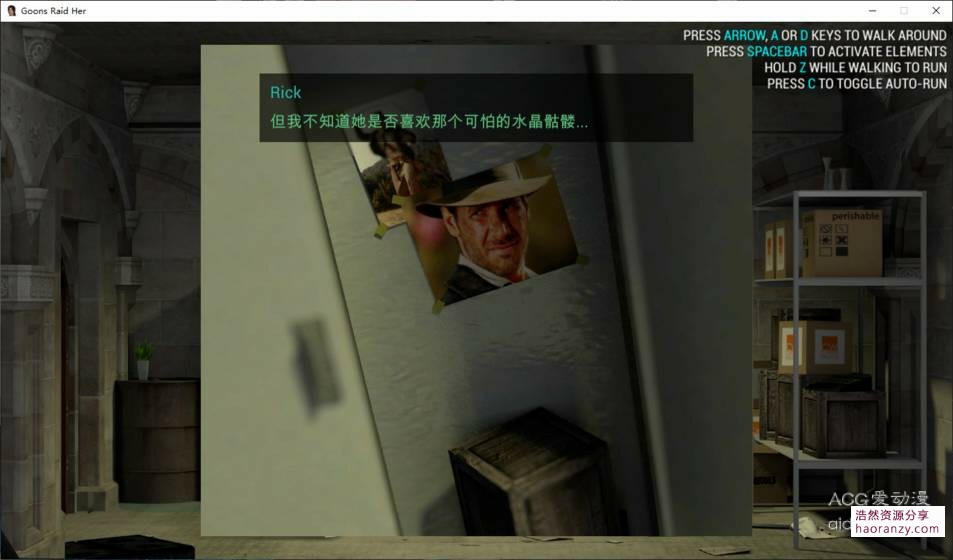 Goons Raid Her
PRESS ARROW, A OR D KEYS TO WALK AROUND
PRESS SPACEBAR TO ACTIVATE ELEMENTS
HOLD Z WHILE WALKING TO RUN
PRESS C TO TOGGLE AUTO-RUN
Rick
但我不知道她是否喜欢那个可怕的水晶骷髅...
perishable
ACG爱动漫
浩然资源分享
haoranzy.com